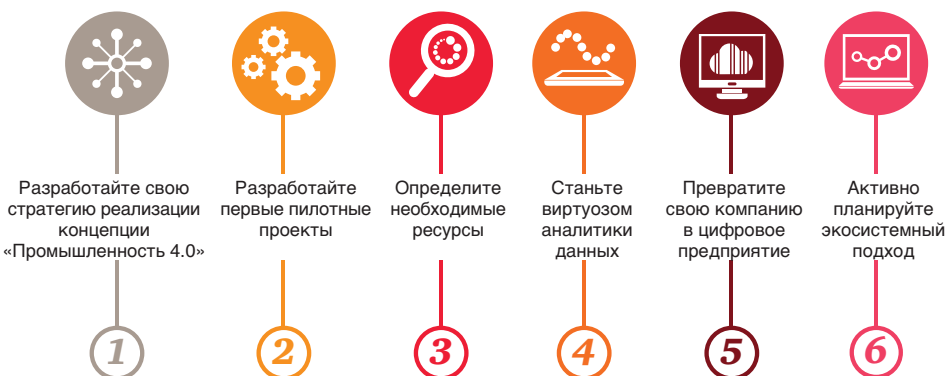 Разработайте свою
стратегию реализации
концепции
«Промышленность 4.0»
1
Разработайте
первые пилотные
проекты
2
Определите
необходимые
ресурсы
3
Станьте
виртуозом
аналитики
данных
4
Превратите
свою компанию
в цифровое
предприятие
5
Активно
планируйте
экосистемный
подход
6